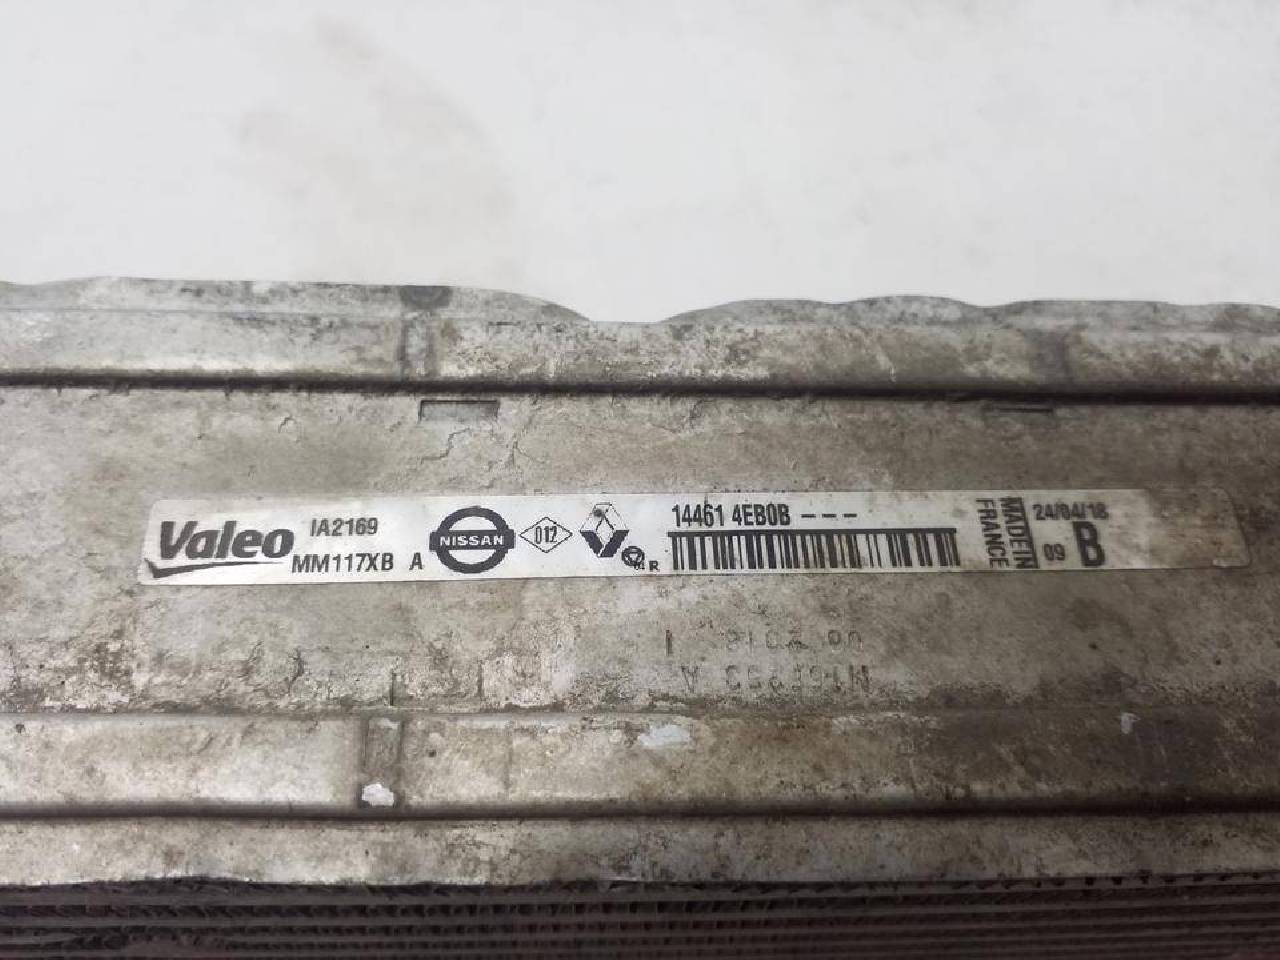 Valeo
IA2169
MM117XB A
NISSAN
012
R
14461 4EB0B---
MADE IN
FRANCE
24/04/18
09 B